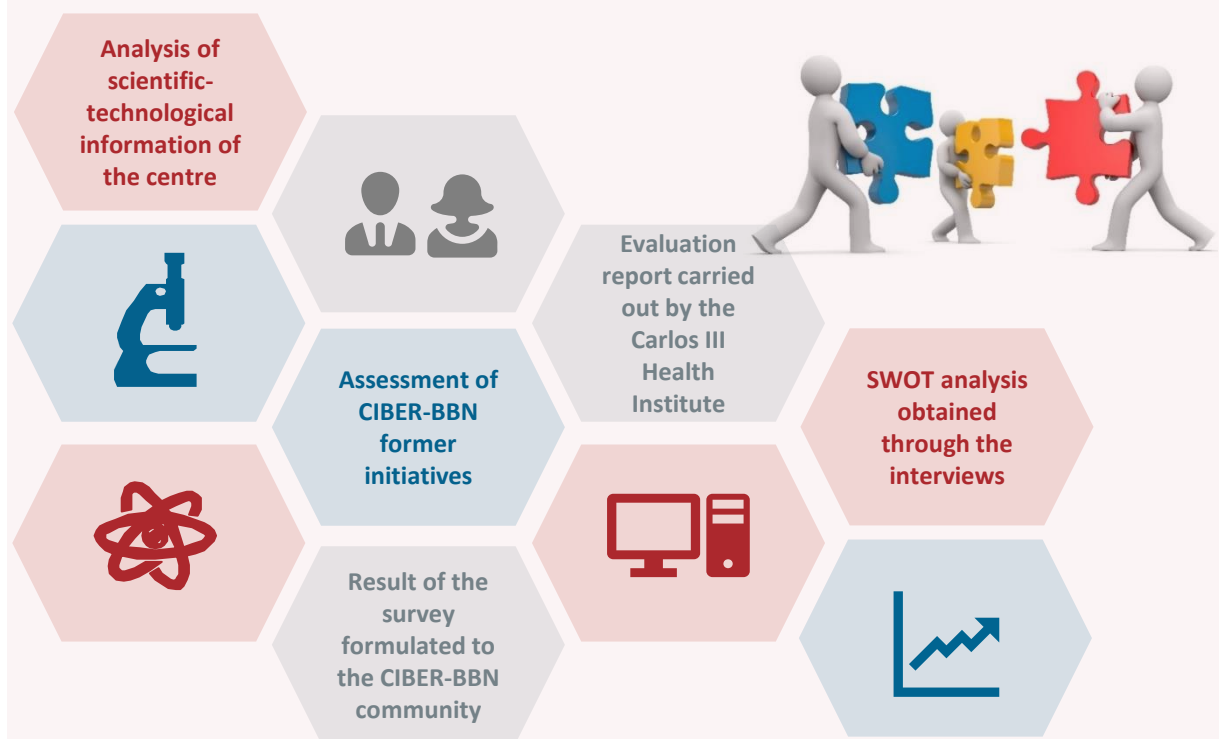 Analysis of
scientific-
technological
information of
the centre
Evaluation
report carried
out by the
Carlos III
Health
Institute
Assessment of
CIBER-BBN
former
initiatives
SWOT analysis
obtained
through the
interviews
Result of the
survey
formulated to
the CIBER-BBN
community